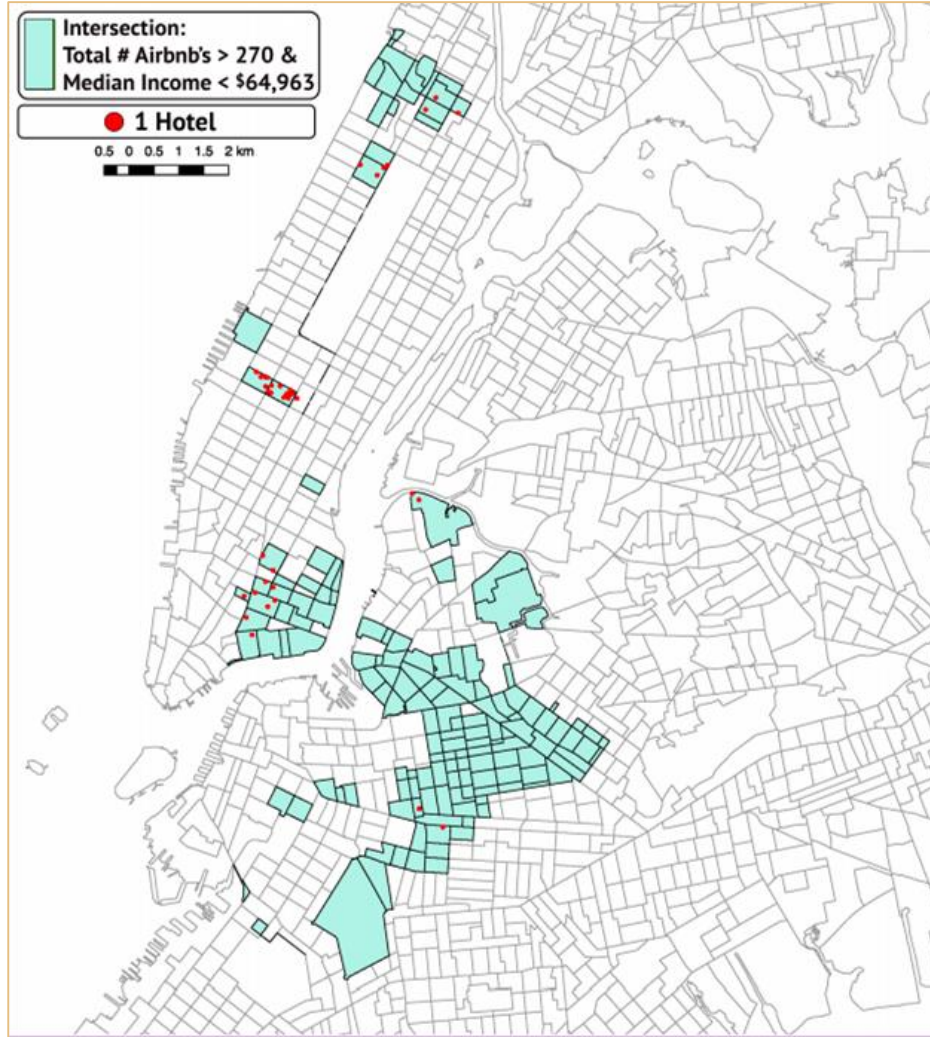 Intersection:
Total # Airbnb's > 270 &
Median Income < $64,963
1 Hotel
0.5 0 0.5 1 1.5 2 km